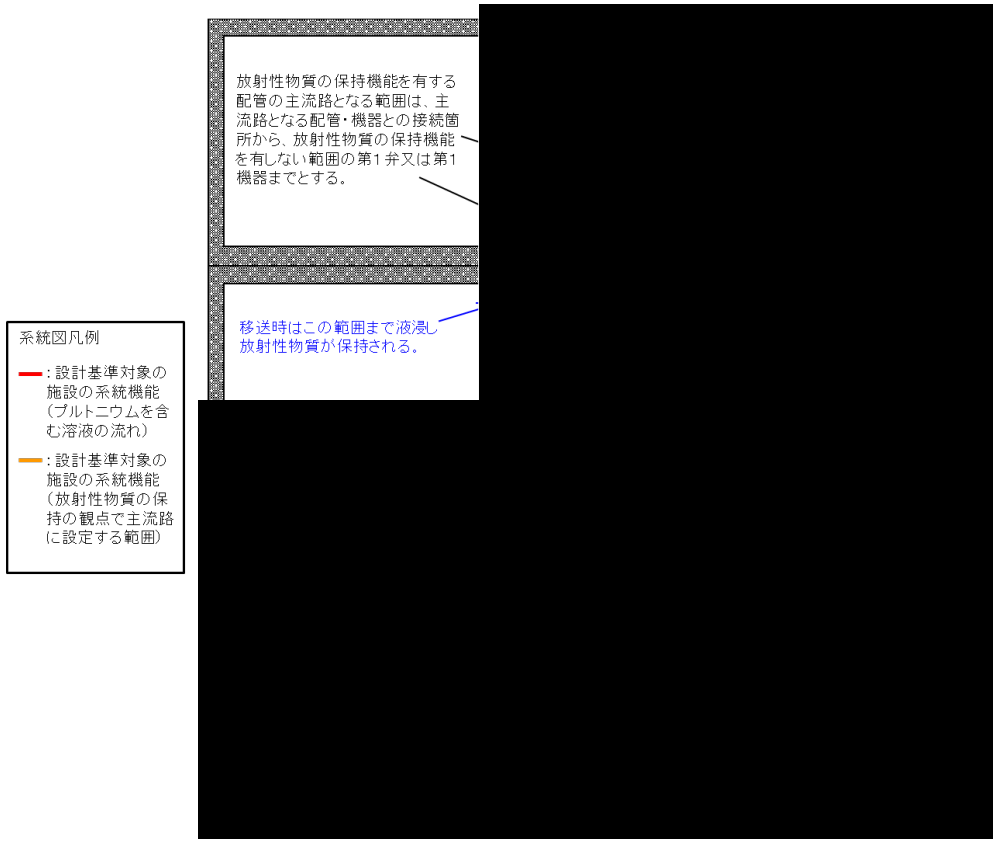 放射性物質の保持機能を有する
配管の主流路となる範囲は、主
流路となる配管・機器との接続箇
所から、放射性物質の保持機能
を有しない範囲の第1弁又は第1
機器までとする。
移送時はこの範囲まで液浸し
放射性物質が保持される。
系統図凡例
：設計基準対象の
施設の系統機能
（プルトニウムを含
む溶液の流れ）
：設計基準対象の
施設の系統機能
（放射性物質の保
持の観点で主流路
に設定する範囲）